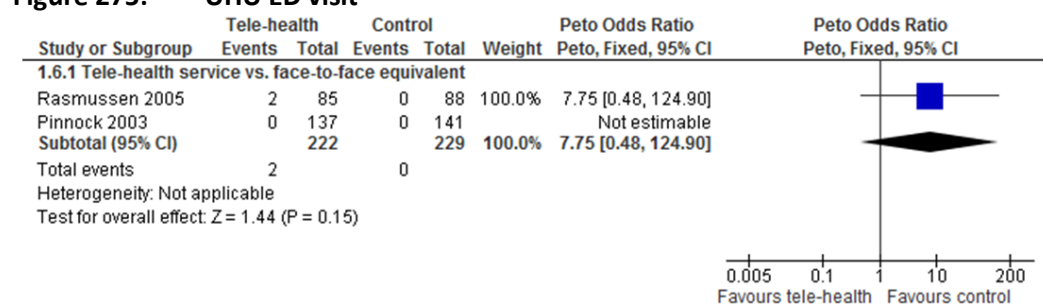 Figure 273: UHU ED visit
Tele-health Control Peto Odds Ratio Peto Odds Ratio
Study or Subgroup Events Total Events Total Weight Peto, Fixed, 95% CI Peto, Fixed, 95% CI
1.6.1 Tele-health service vs. face-to-face equivalent
Rasmussen 2005 2 85 0 88 100.0% 7.75 [0.48, 124.90]
Pinnock 2003 0 137 0 141 Not estimable
Subtotal (95% CI) 222 229 100.0% 7.75 [0.48, 124.90]
Total events 2 0
Heterogeneity: Not applicable
Test for overall effect: Z = 1.44 (P = 0.15)
0.005 0.1 1 10 200
Favours tele-health Favours control